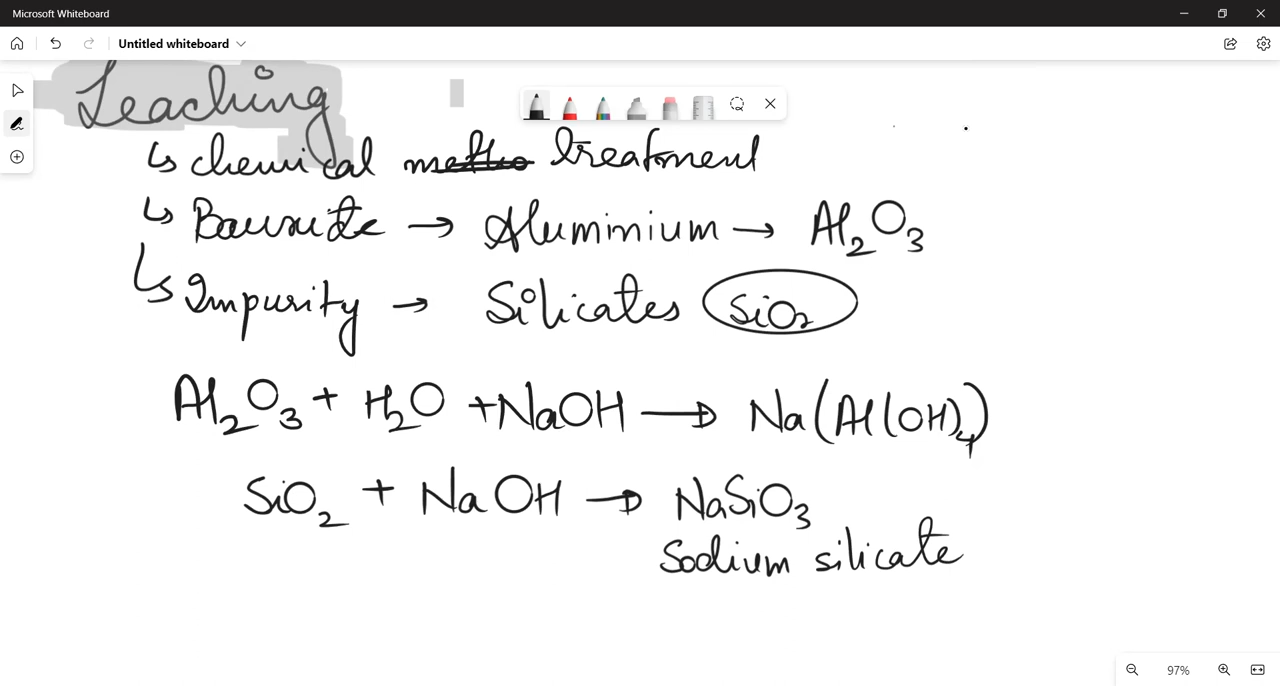 Microsoft Whiteboard
Untitled whiteboard
Leaching
↳ chemical treatment
↳ Bauxite → Aluminium → Al₂O₃
↳ Impurity → Silicates SiO₂
Al₂O₃ + H₂O + NaOH → Na(Al(OH)₄)
SiO₂ + NaOH → NaSiO₃
Sodium silicate
97%